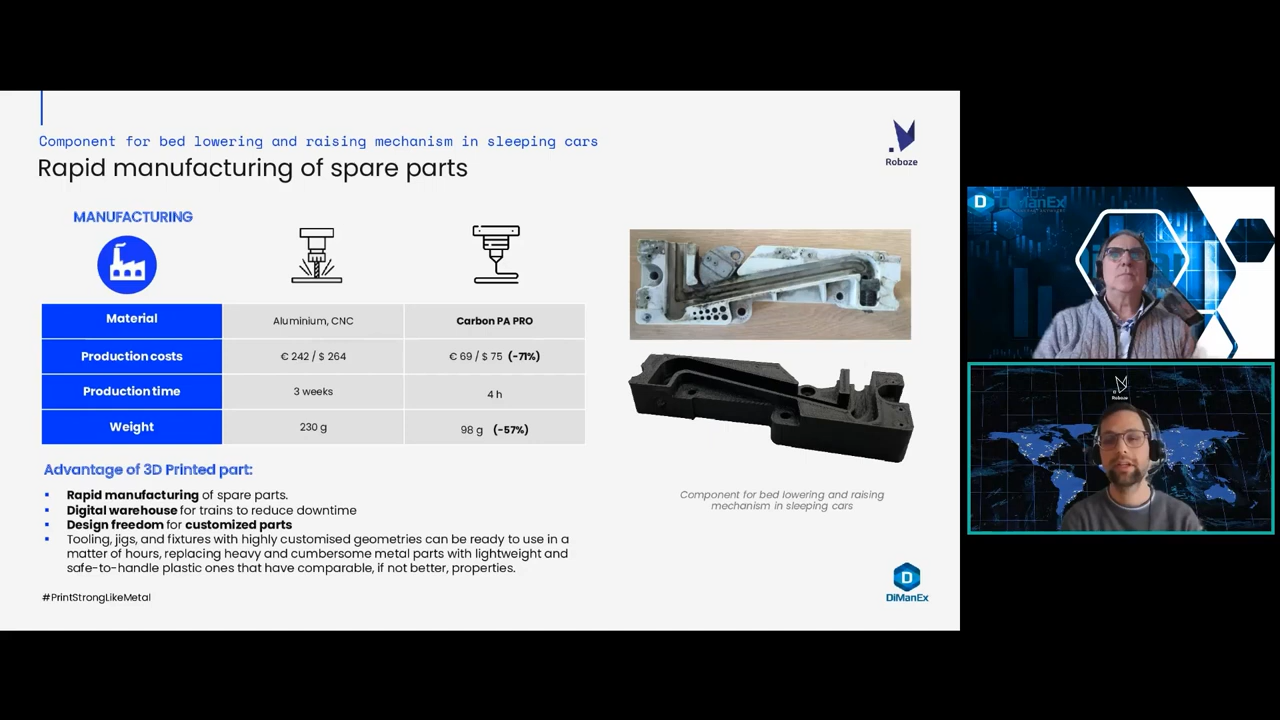 Component for bed lowering and raising mechanism in sleeping cars
Rapid manufacturing of spare parts
Roboze
MANUFACTURING
Material
Aluminium, CNC
Carbon PA PRO
Production costs
€ 242 / $ 264
€ 69 / $ 75 (-71%)
Production time
3 weeks
4 h
Weight
230 g
98 g (-57%)
Advantage of 3D Printed part:
▪ Rapid manufacturing of spare parts.
▪ Digital warehouse for trains to reduce downtime
▪ Design freedom for customized parts
▪ Tooling, jigs, and fixtures with highly customised geometries can be ready to use in a
matter of hours, replacing heavy and cumbersome metal parts with lightweight and
safe-to-handle plastic ones that have comparable, if not better, properties.
#PrintStrongLikeMetal
Component for bed lowering and raising
mechanism in sleeping cars
D
DiManEx
D DiManEx
Roboze